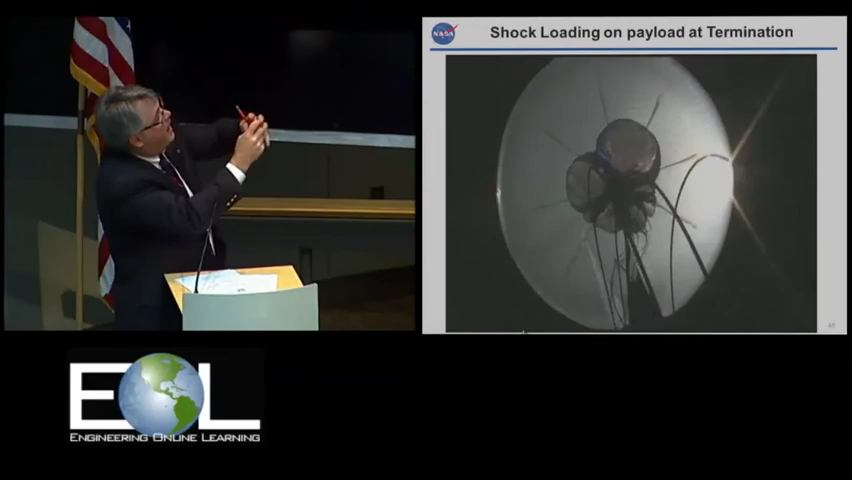 NASA
Shock Loading on payload at Termination
EOL
ENGINEERING ONLINE LEARNING